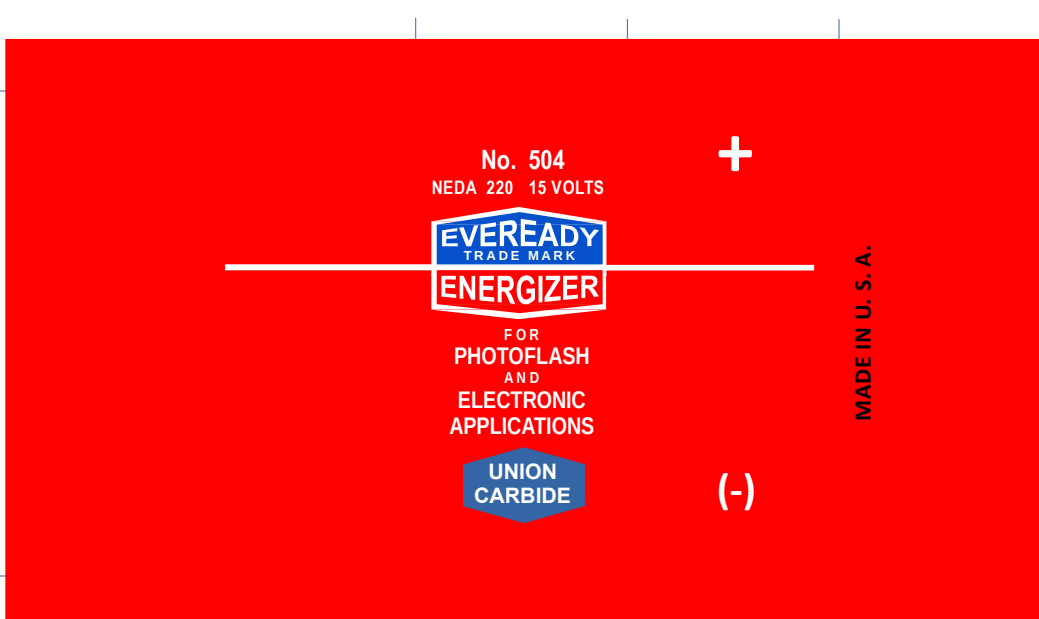 No. 504
NEDA 220 15 VOLTS
EVEREADY
TRADE MARK
ENERGIZER
FOR
PHOTOFLASH
AND
ELECTRONIC
APPLICATIONS
UNION
CARBIDE
+
(-)
MADE IN U. S. A.